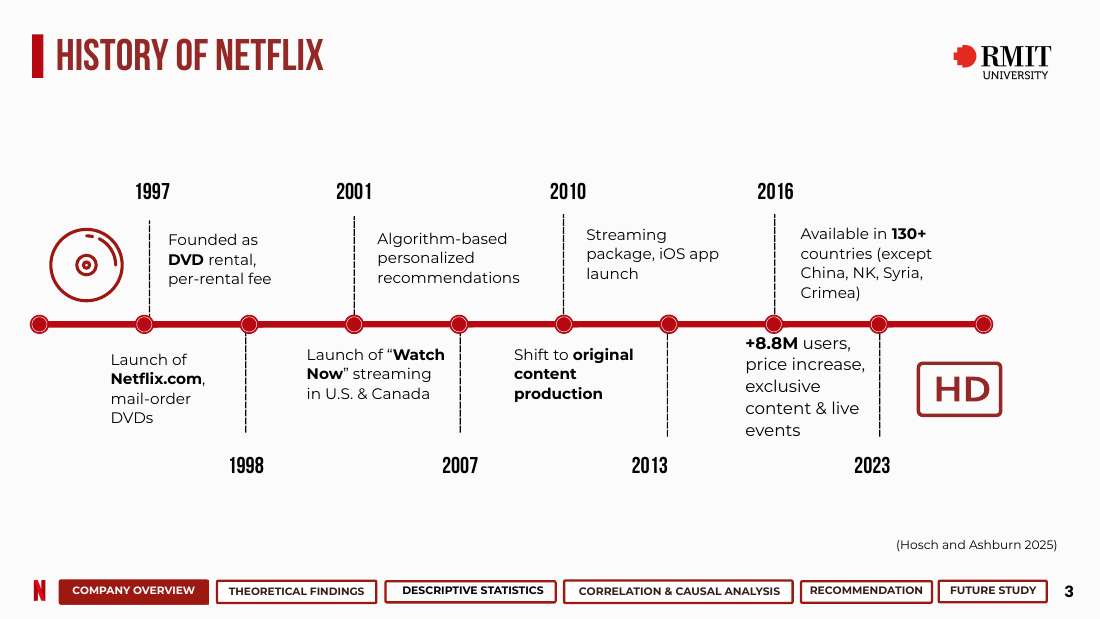 HISTORY OF NETFLIX
RMIT
UNIVERSITY
1997
2001
2010
2016
Founded as
DVD rental,
per-rental fee
Algorithm-based
personalized
recommendations
Streaming
package, iOS app
launch
Available in 130+
countries (except
China, NK, Syria,
Crimea)
Launch of
Netflix.com,
mail-order
DVDs
Launch of “Watch
Now” streaming
in U.S. & Canada
Shift to original
content
production
+8.8M users,
price increase,
exclusive
content & live
events
HD
1998
2007
2013
2023
(Hosch and Ashburn 2025)
N
COMPANY OVERVIEW
THEORETICAL FINDINGS
DESCRIPTIVE STATISTICS
CORRELATION & CAUSAL ANALYSIS
RECOMMENDATION
FUTURE STUDY
3